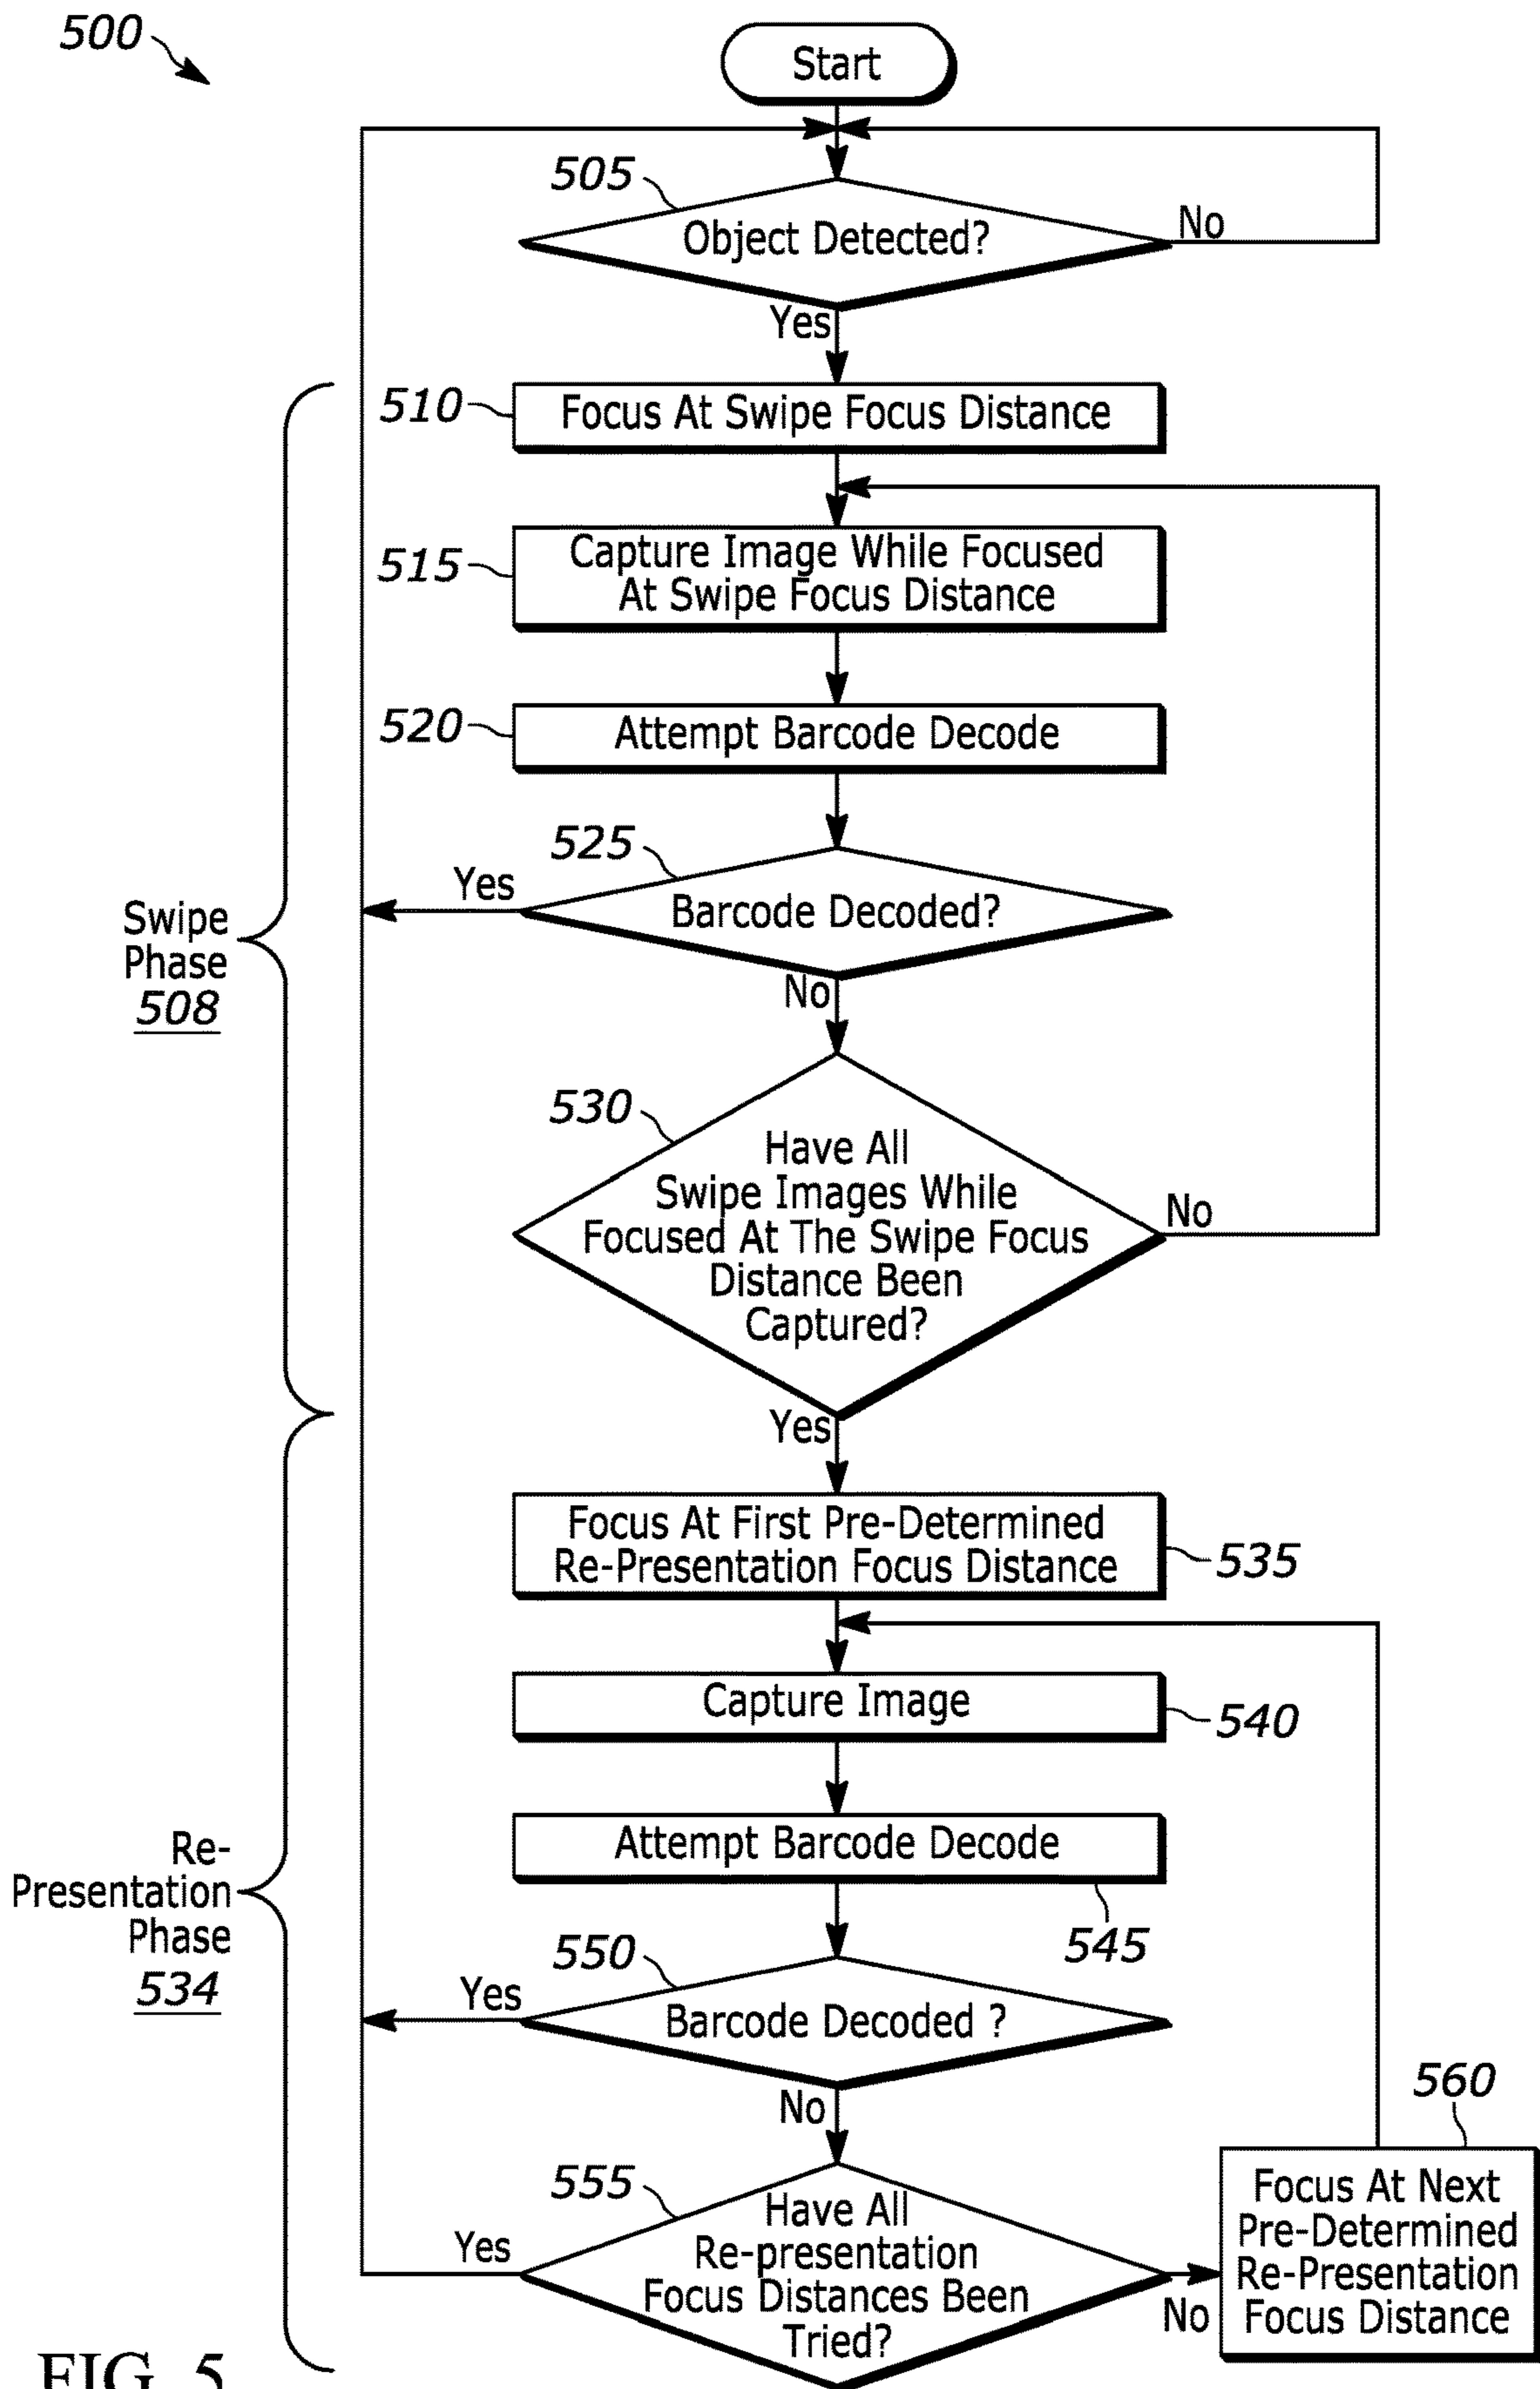 500
Start
505
Object Detected?
No
Yes
510
Focus At Swipe Focus Distance
515
Capture Image While Focused
At Swipe Focus Distance
520
Attempt Barcode Decode
525
Yes
Barcode Decoded?
No
Swipe
Phase
508
530
Have All
Swipe Images While
Focused At The Swipe Focus
Distance Been
Captured?
No
Yes
Focus At First Pre-Determined
Re-Presentation Focus Distance
535
Capture Image
540
Attempt Barcode Decode
545
Re-
Presentation
Phase
534
550
Yes
Barcode Decoded ?
No
555
Have All
Re-presentation
Focus Distances Been
Tried?
Yes
No
560
Focus At Next
Pre-Determined
Re-Presentation
Focus Distance
FIG. 5